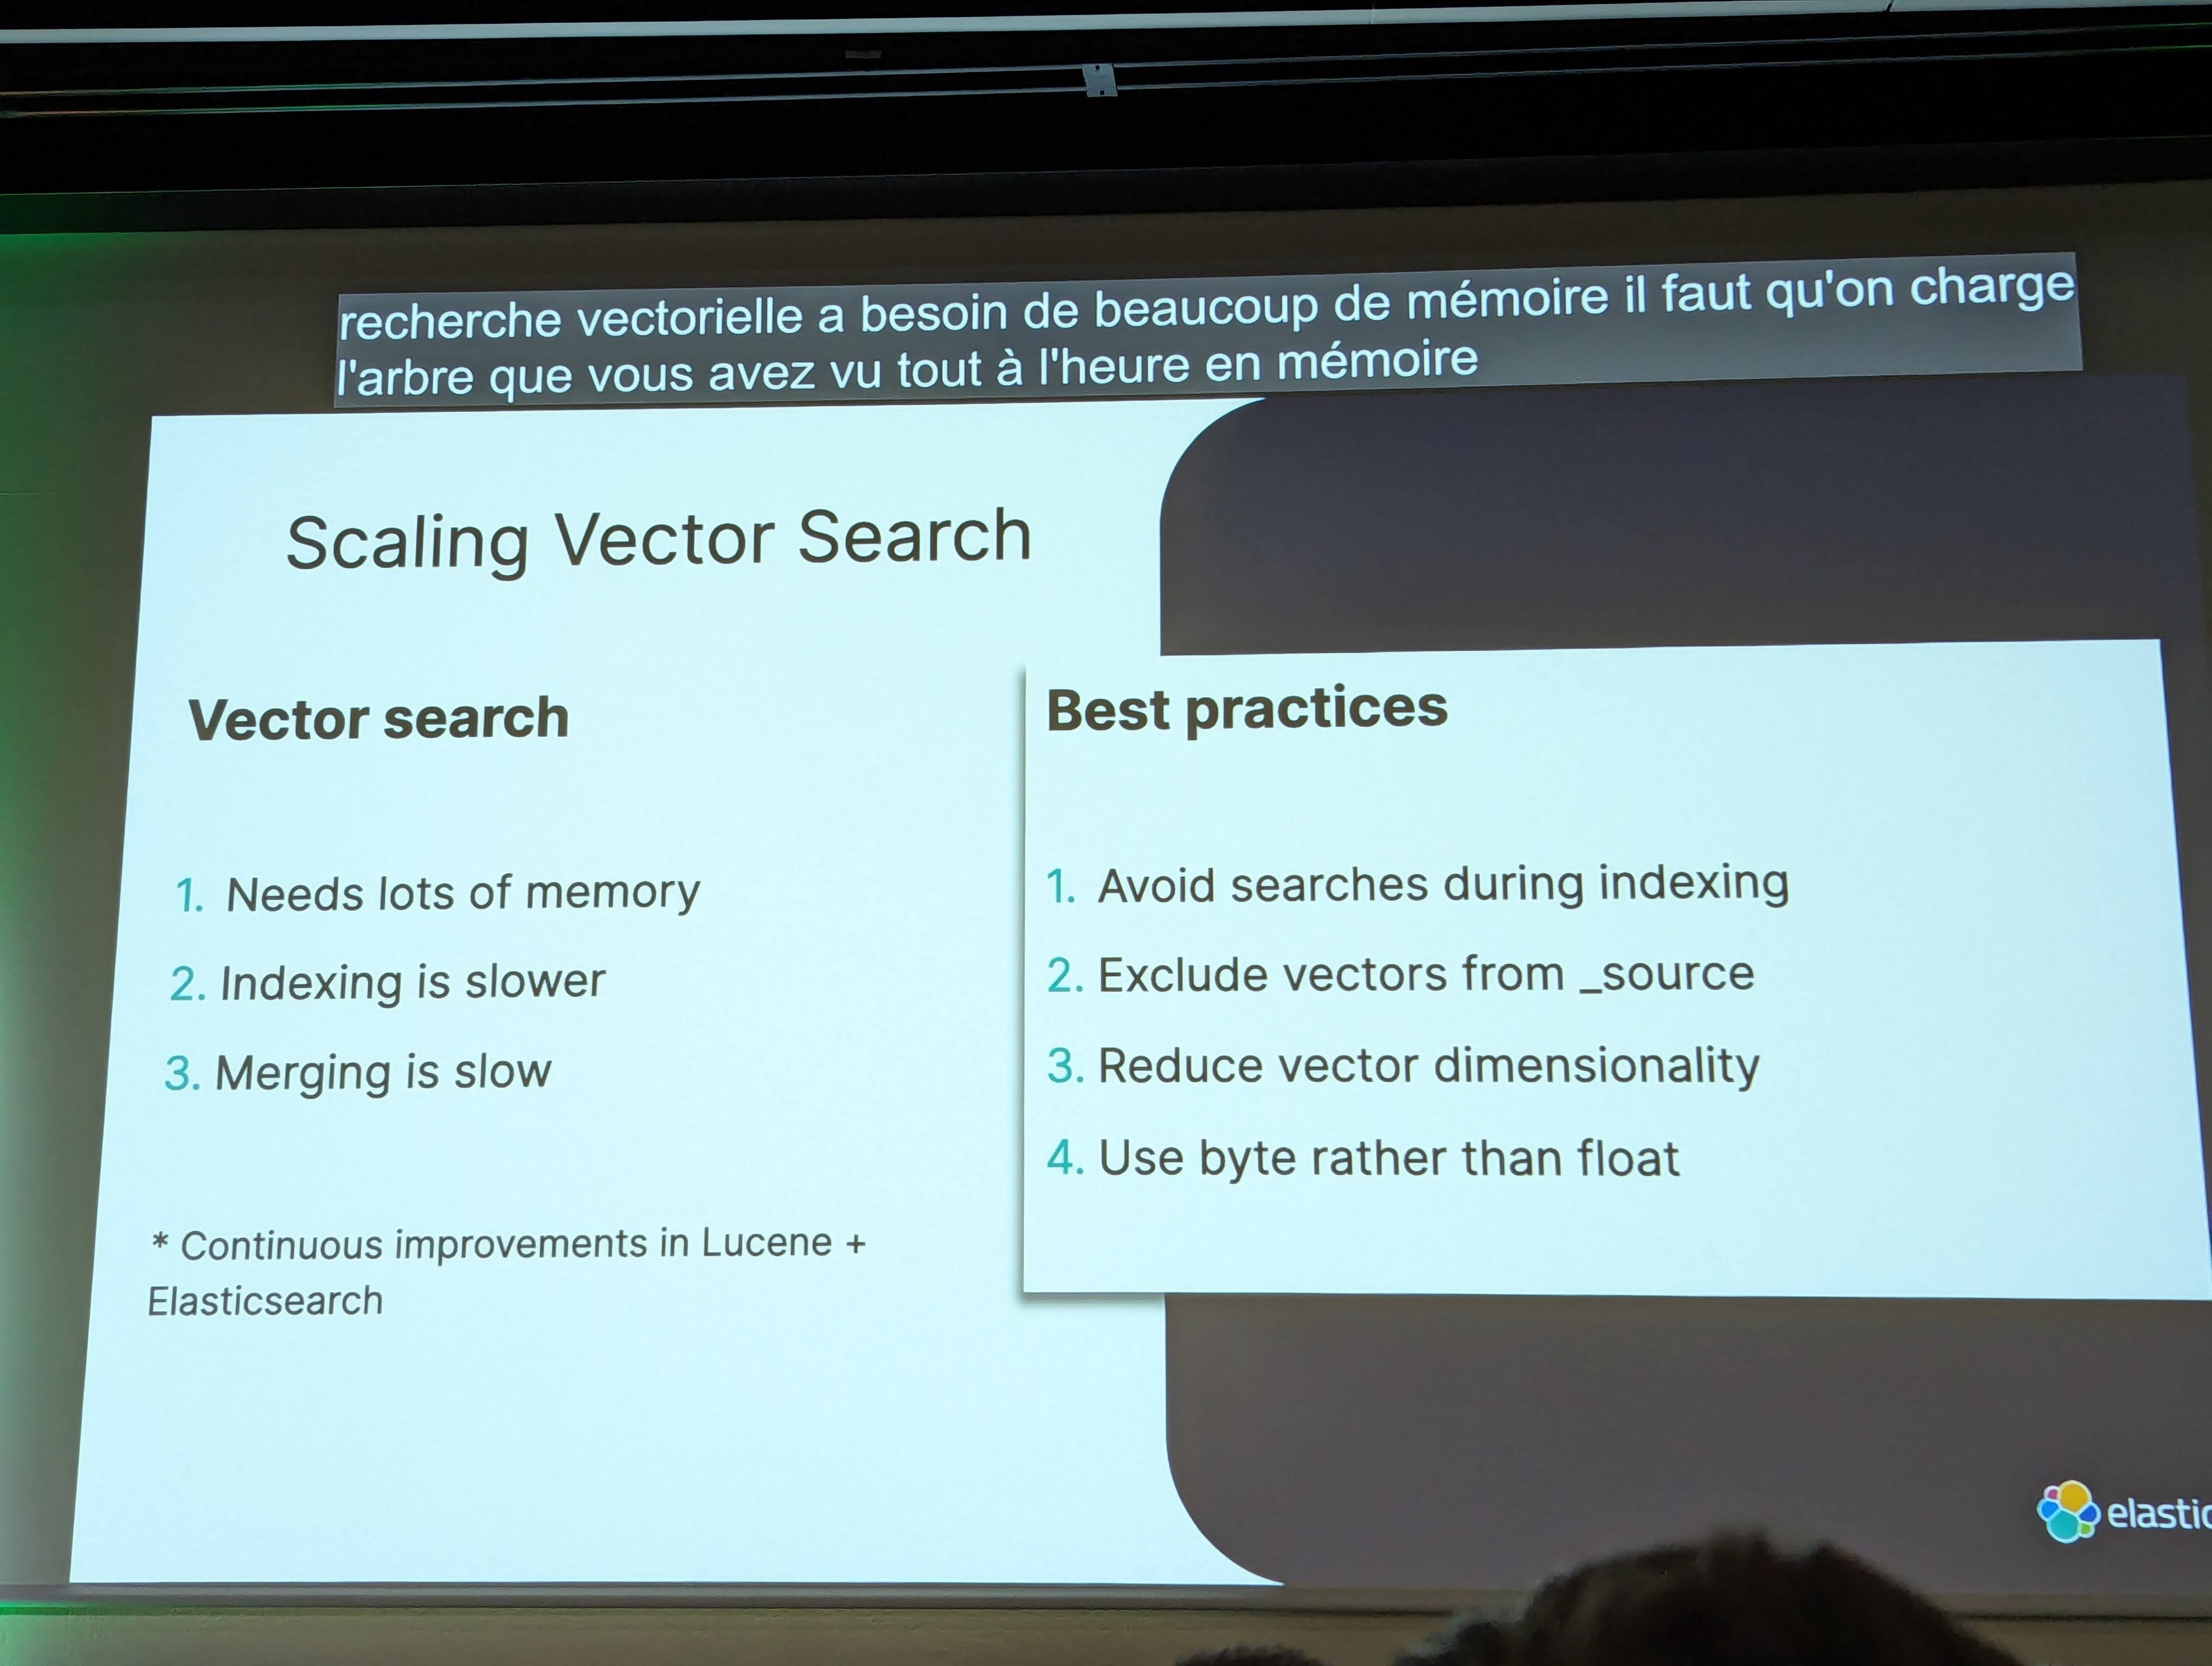 recherche vectorielle a besoin de beaucoup de mémoire il faut qu'on charge
l'arbre que vous avez vu tout à l'heure en mémoire
Scaling Vector Search
Vector search
1. Needs lots of memory
2. Indexing is slower
3. Merging is slow
* Continuous improvements in Lucene +
Elasticsearch
Best practices
1. Avoid searches during indexing
2. Exclude vectors from _source
3. Reduce vector dimensionality
4. Use byte rather than float
elastic